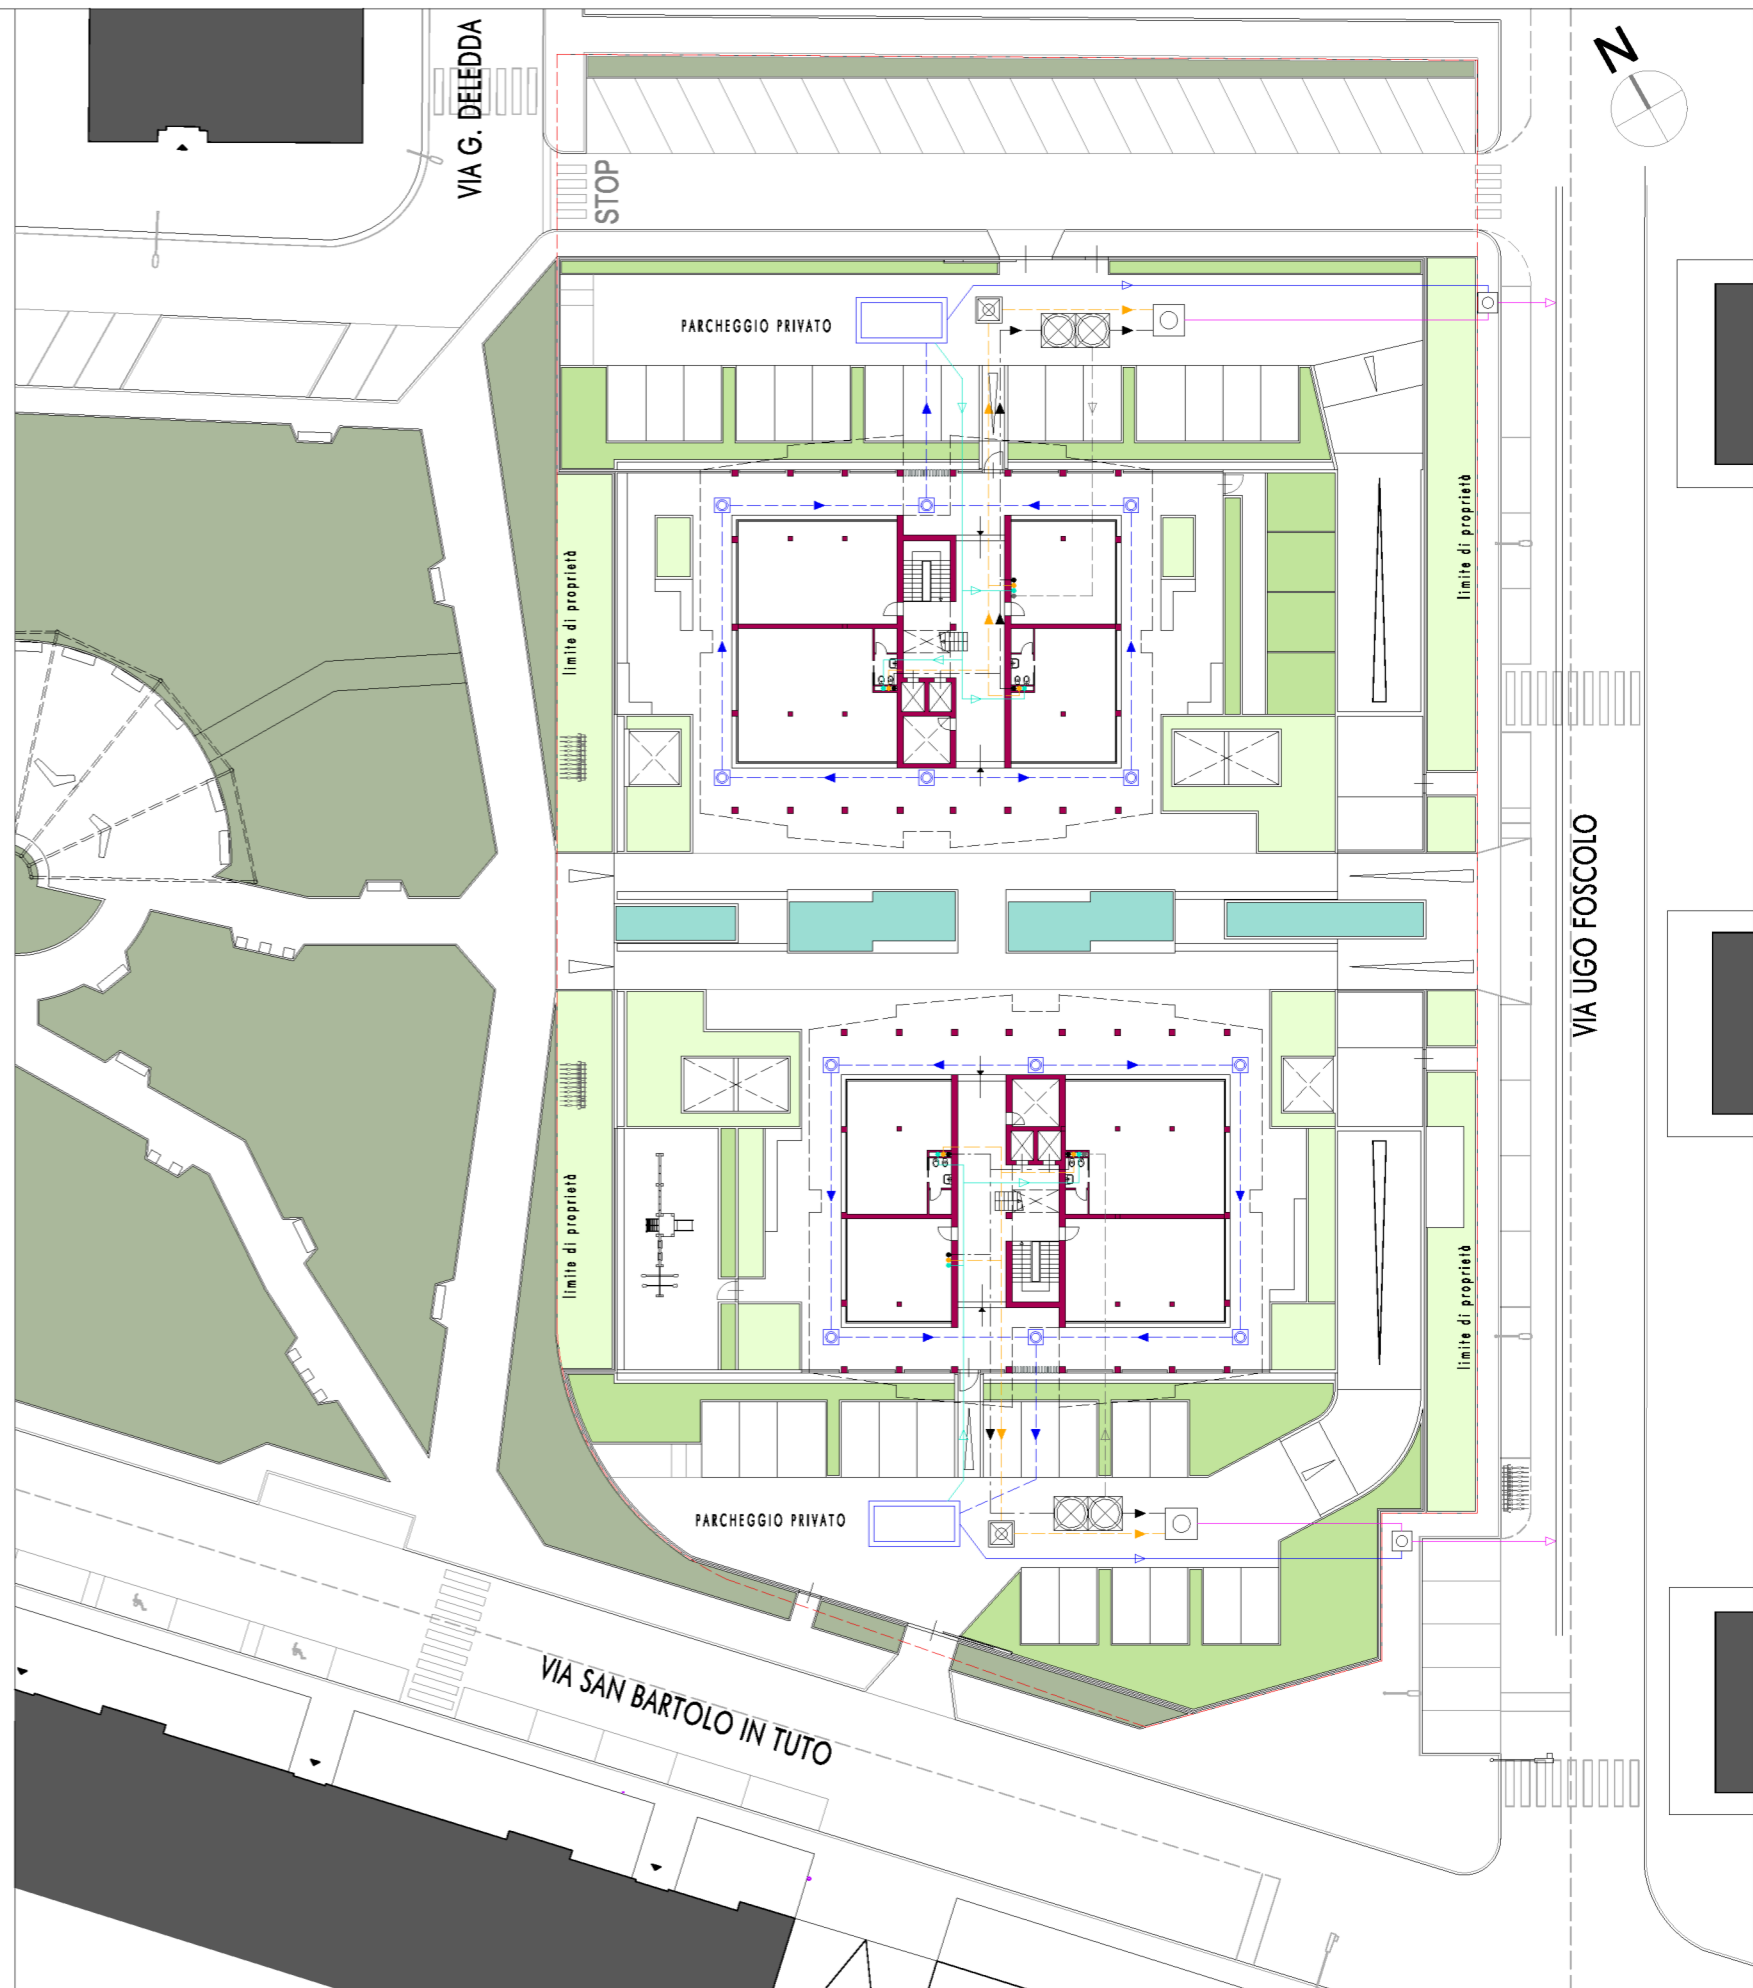 VIA G. DELEDDA
N
STOP
PARCHEGGIO PRIVATO
limite di proprietà
limite di proprietà
VIA UGO FOSCOLO
limite di proprietà
limite di proprietà
PARCHEGGIO PRIVATO
VIA SAN BARTOLO IN TUTO